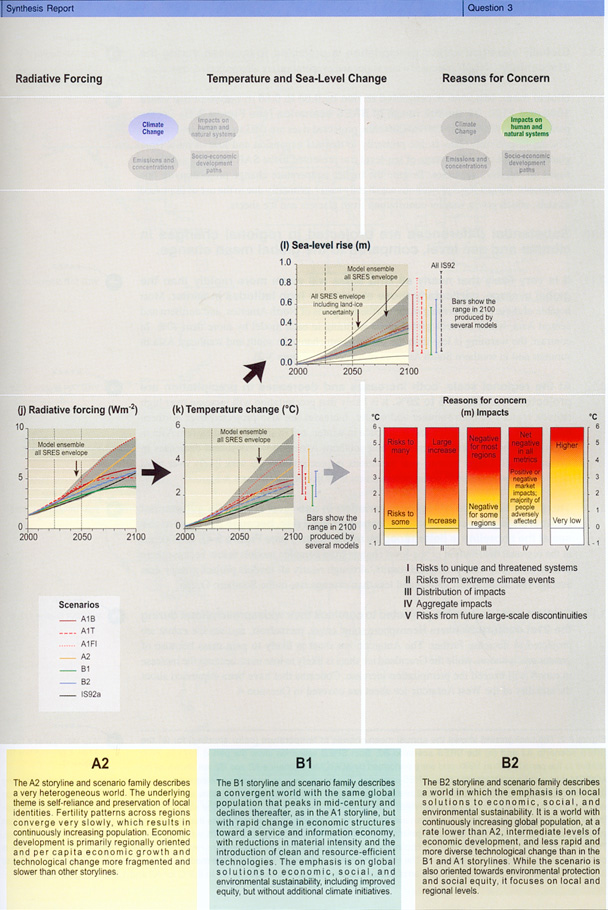 Synthesis Report
Question 3
Radiative Forcing
Temperature and Sea-Level Change
Reasons for Concern
Climate
Change
Impacts on
human and
natural systems
Emissions and
concentrations
Socio-economic
development
paths
Climate
Change
Impacts on
human and
natural systems
Emissions and
concentrations
Socio-economic
development
paths
(l) Sea-level rise (m)
1.0
0.8
0.6
0.4
0.2
0.0
2000
2050
2100
Model ensemble
all SRES envelope
All SRES envelope
including land-ice
uncertainty
All IS92
Bars show the
range in 2100
produced by
several models
(j) Radiative forcing (Wm-2)
10
5
0
2000
2050
2100
Model ensemble
all SRES envelope
(k) Temperature change (°C)
6
4
2
0
2000
2050
2100
Model ensemble
all SRES envelope
Bars show the
range in 2100
produced by
several models
Reasons for concern
(m) Impacts
°C
6
5
4
3
2
1
0
-1
Risks to
many
Risks to
some
Large
increase
Increase
Negative
for most
regions
Negative
for some
regions
Net
negative
in all
metrics
Positive or
negative
market
impacts;
majority of
people
adversely
affected
Higher
Very low
°C
6
5
4
3
2
1
0
-1
I
II
III
IV
V
I Risks to unique and threatened systems
II Risks from extreme climate events
III Distribution of impacts
IV Aggregate impacts
V Risks from future large-scale discontinuities
Scenarios
A1B
A1T
A1FI
A2
B1
B2
IS92a
A2
The A2 storyline and scenario family describes
a very heterogeneous world. The underlying
theme is self-reliance and preservation of local
identities. Fertility patterns across regions
converge very slowly, which results in
continuously increasing population. Economic
development is primarily regionally oriented
and per capita economic growth and
technological change more fragmented and
slower than other storylines.
B1
The B1 storyline and scenario family describes
a convergent world with the same global
population that peaks in mid-century and
declines thereafter, as in the A1 storyline, but
with rapid change in economic structures
toward a service and information economy,
with reductions in material intensity and the
introduction of clean and resource-efficient
technologies. The emphasis is on global
solutions to economic, social, and
environmental sustainability, including improved
equity, but without additional climate initiatives.
B2
The B2 storyline and scenario family describes
a world in which the emphasis is on local
solutions to economic, social, and
environmental sustainability. It is a world with
continuously increasing global population, at a
rate lower than A2, intermediate levels of
economic development, and less rapid and
more diverse technological change than in the
B1 and A1 storylines. While the scenario is
also oriented towards environmental protection
and social equity, it focuses on local and
regional levels.